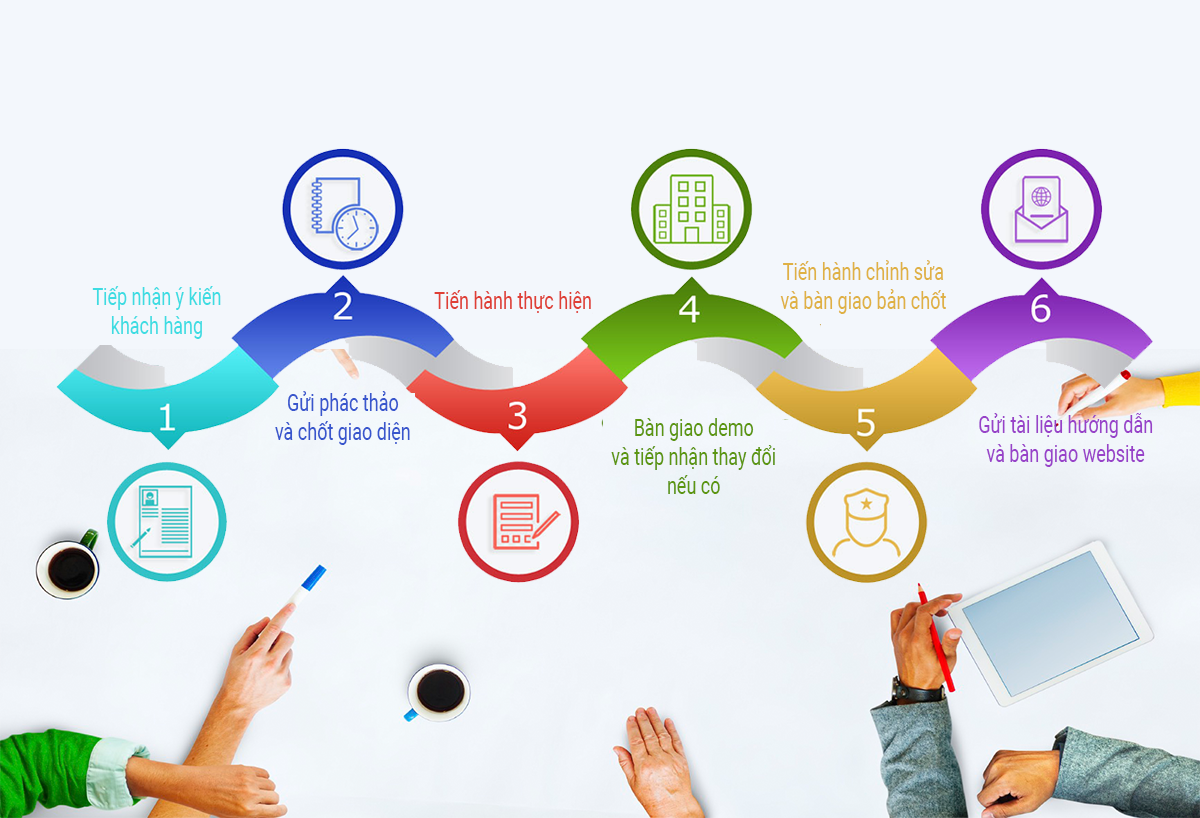 1
Tiếp nhận ý kiến
khách hàng
2
Gửi phác thảo
và chốt giao diện
3
Tiến hành thực hiện
4
Bàn giao demo
và tiếp nhận thay đổi
nếu có
5
Tiến hành chỉnh sửa
và bàn giao bản chốt
6
Gửi tài liệu hướng dẫn
và bàn giao website